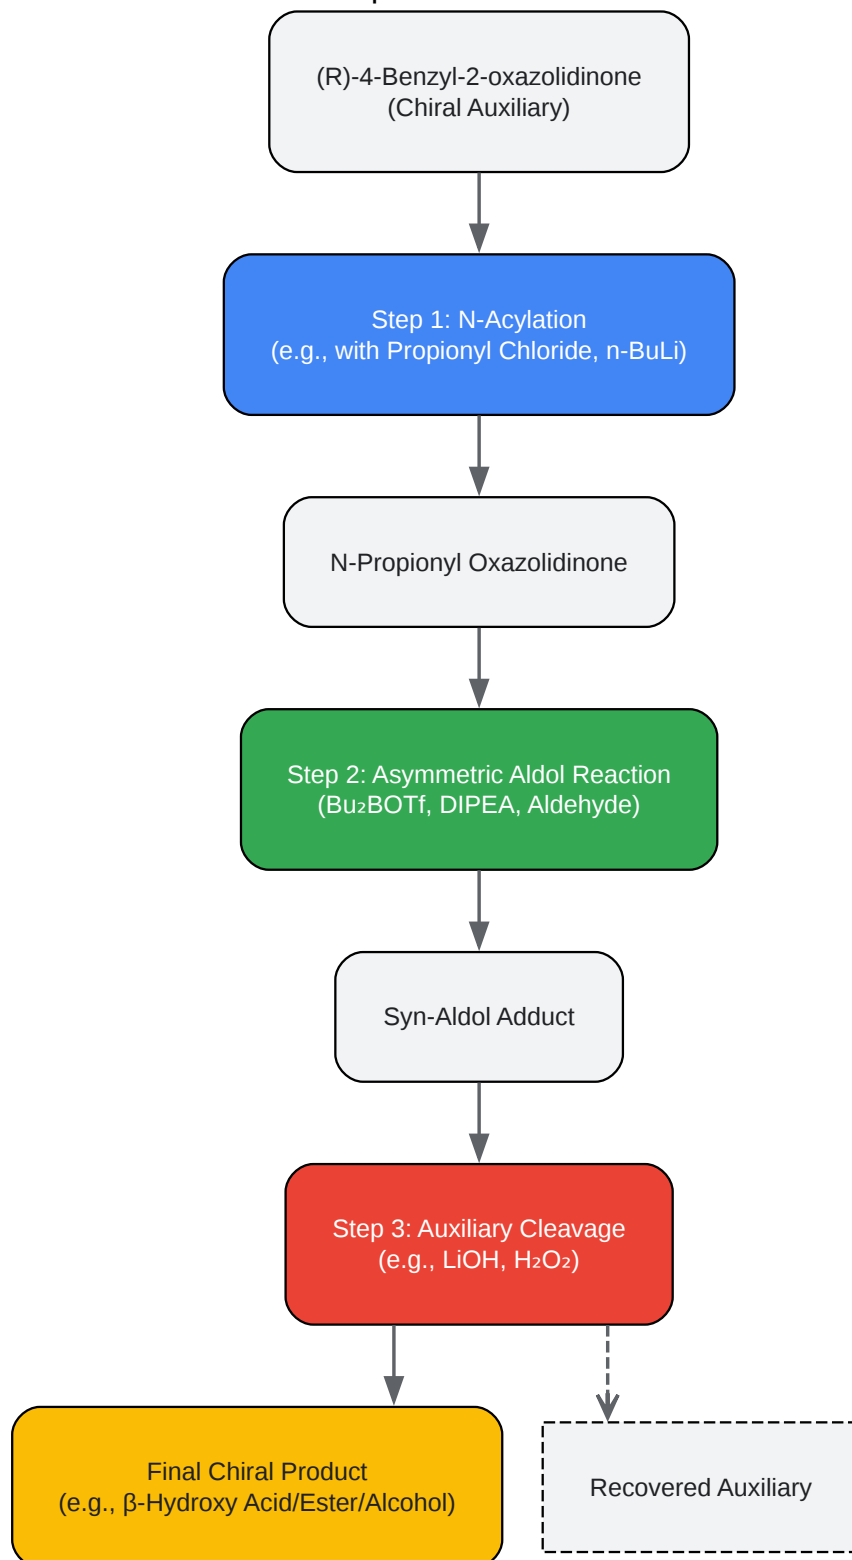 (R)-4-Benzyl-2-oxazolidinone
(Chiral Auxiliary)
Step 1: N-Acylation
(e.g., with Propionyl Chloride, n-BuLi)
N-Propionyl Oxazolidinone
Step 2: Asymmetric Aldol Reaction
(Bu₂BOTf, DIPEA, Aldehyde)
Syn-Aldol Adduct
Step 3: Auxiliary Cleavage
(e.g., LiOH, H₂O₂)
Final Chiral Product
(e.g., β-Hydroxy Acid/Ester/Alcohol)
Recovered Auxiliary